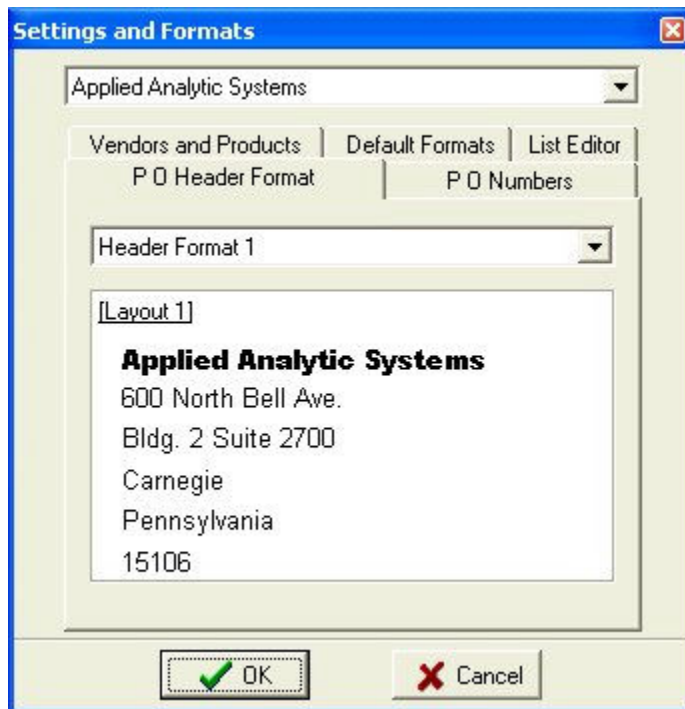 Settings and Formats
Applied Analytic Systems
Vendors and Products Default Formats List Editor
P O Header Format P O Numbers
Header Format 1
[Layout 1]
Applied Analytic Systems
600 North Bell Ave.
Bldg. 2 Suite 2700
Carnegie
Pennsylvania
15106
OK Cancel